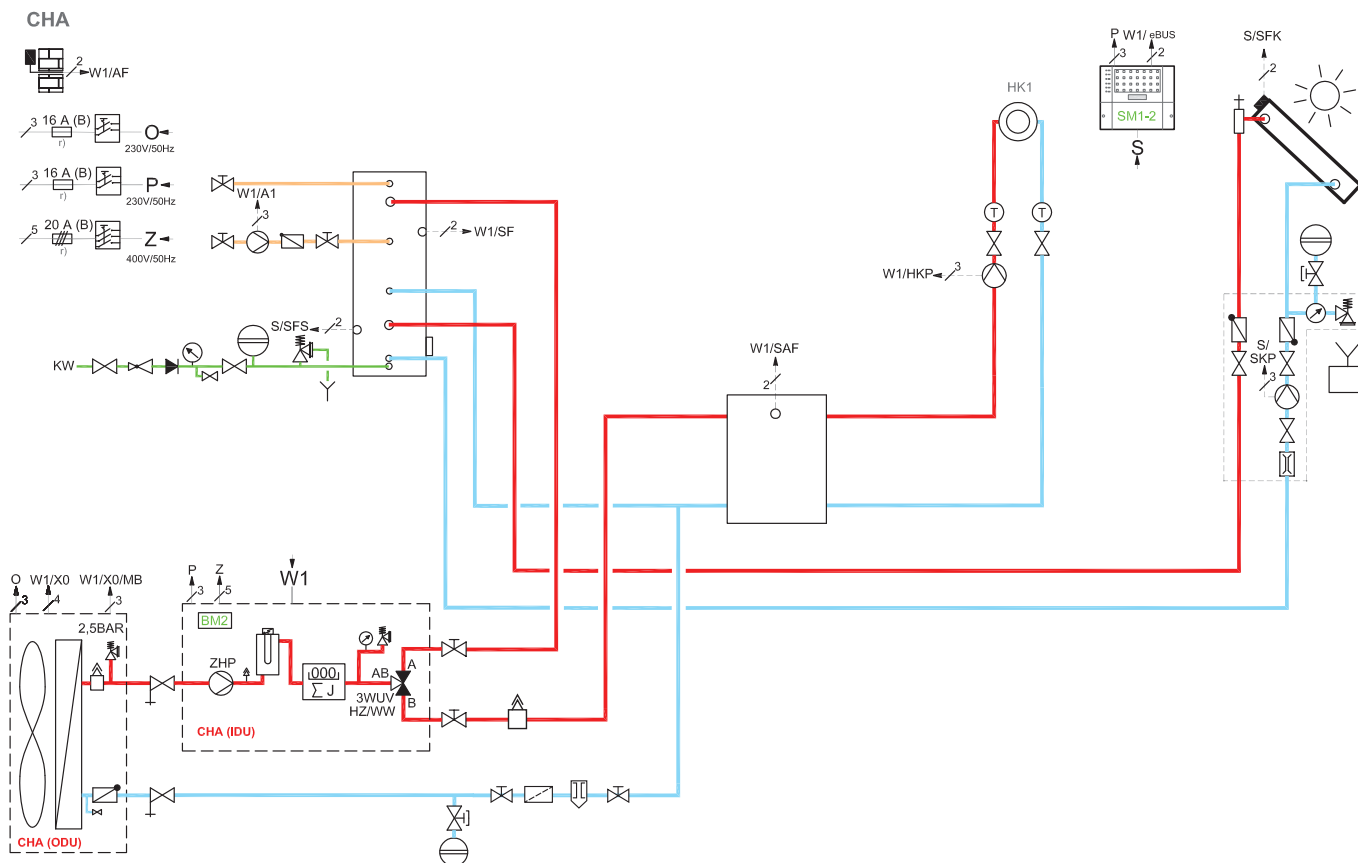 CHA
2
W1/AF
3
16 A (B)
r)
O
230V/50Hz
3
16 A (B)
r)
P
230V/50Hz
5
20 A (B)
r)
Z
400V/50Hz
W1/A1
3
2
W1/SF
S/SFS
2
KW
HK1
T
T
W1/HKP
3
P
3
W1/ eBUS
2
SM1-2
S
S/SFK
2
S/
SKP
3
W1/SAF
2
O
3
W1/X0
4
W1/X0/MB
3
2,5BAR
CHA (ODU)
P
3
Z
5
W1
BM2
ZHP
000
Σ J
AB
A
B
3WUV
HZ/WW
CHA (IDU)